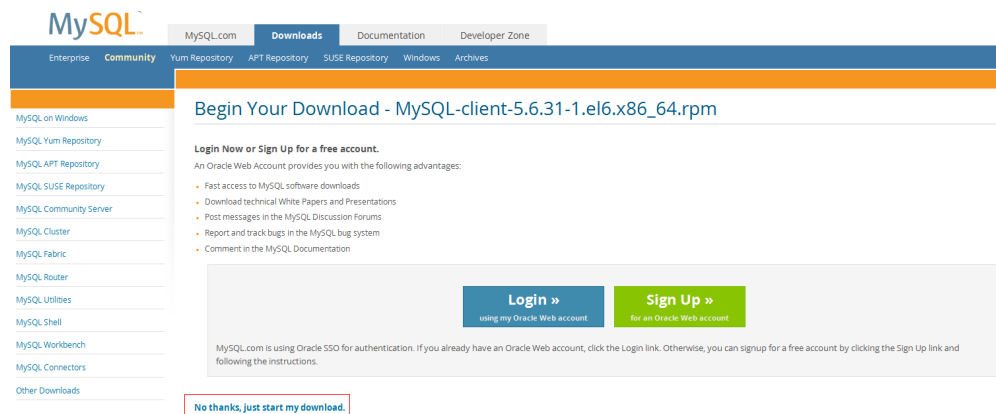 MySQL
MySQL.com Downloads Documentation Developer Zone
Enterprise Community Yum Repository APT Repository SUSE Repository Windows Archives
MySQL on Windows
MySQL Yum Repository
MySQL APT Repository
MySQL SUSE Repository
MySQL Community Server
MySQL Cluster
MySQL Fabric
MySQL Router
MySQL Utilities
MySQL Shell
MySQL Workbench
MySQL Connectors
Other Downloads
Begin Your Download - MySQL-client-5.6.31-1.el6.x86_64.rpm
Login Now or Sign Up for a free account.
An Oracle Web Account provides you with the following advantages:
Fast access to MySQL software downloads
Download technical White Papers and Presentations
Post messages in the MySQL Discussion Forums
Report and track bugs in the MySQL bug system
Comment in the MySQL Documentation
Login »
using my Oracle Web account
Sign Up »
for an Oracle Web account
MySQL.com is using Oracle SSO for authentication. If you already have an Oracle Web account, click the Login link. Otherwise, you can signup for a free account by clicking the Sign Up link and
following the instructions.
No thanks, just start my download.